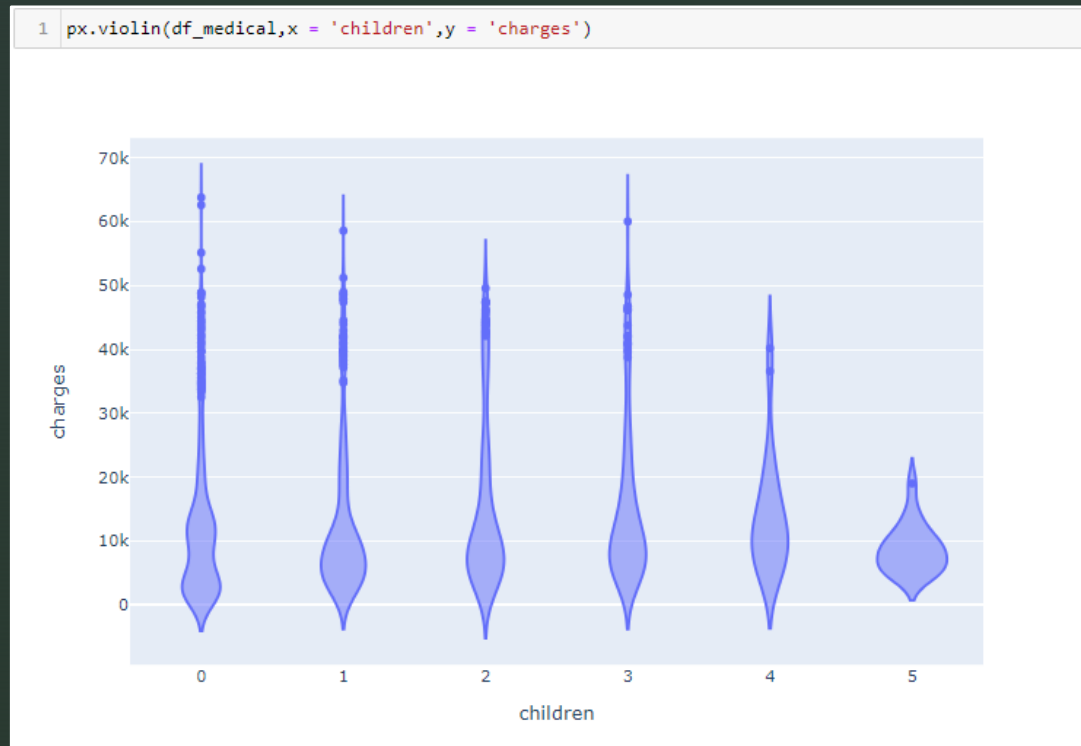 1 px.violin(df_medical,x = 'children',y = 'charges')
70k
60k
50k
40k
30k
20k
10k
0
charges
0 1 2 3 4 5
children